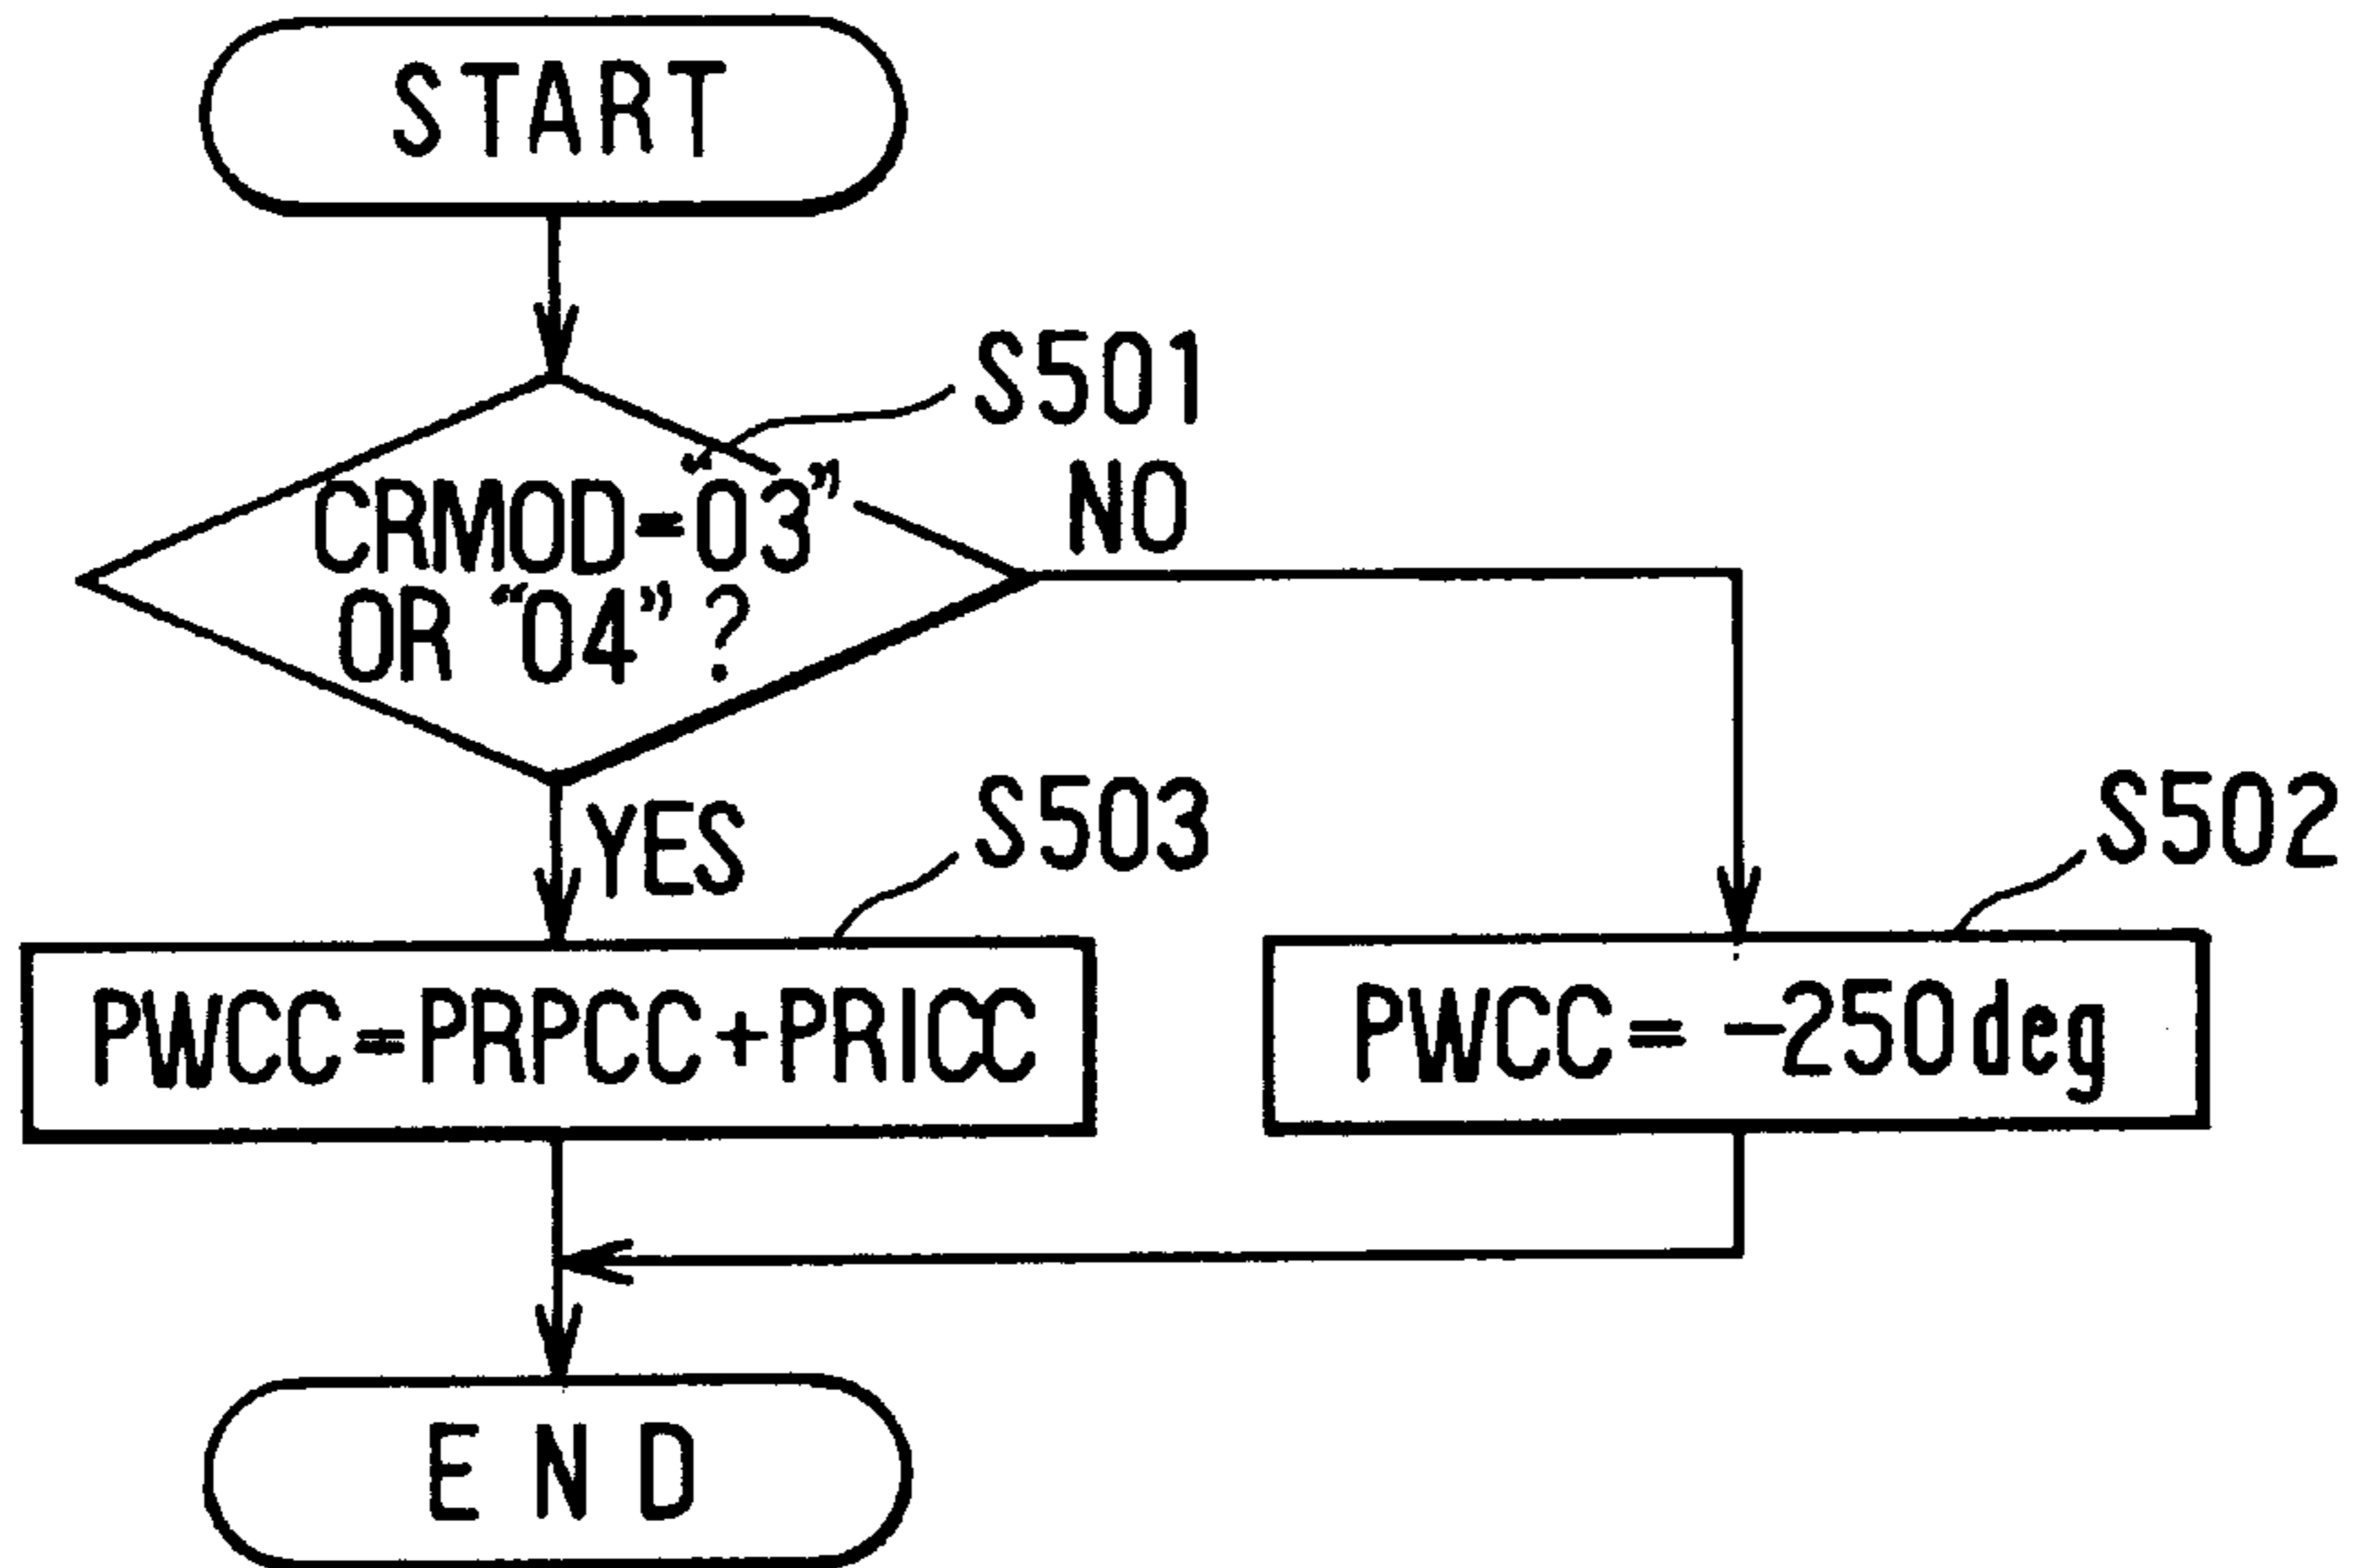 START
S501
CRMOD=“03”
OR “04”?
NO
YES
S503
S502
PWCC=PRPCC+PRICC
PWCC= -250deg
END